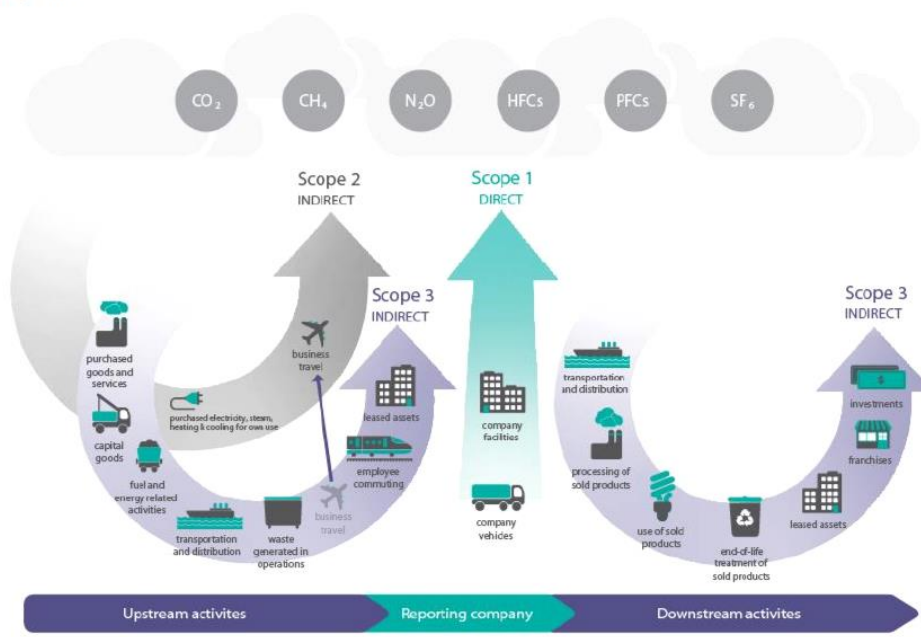 CO2
CH4
N2O
HFCs
PFCs
SF6
Scope 2
INDIRECT
Scope 1
DIRECT
Scope 3
INDIRECT
Scope 3
INDIRECT
purchased
goods and
services
capital
goods
fuel and
energy related
activities
transportation
and distribution
waste
generated in
operations
business
travel
purchased electricity, steam,
heating & cooling for own use
business
travel
employee
commuting
leased assets
company
facilities
company
vehicles
transportation
and distribution
processing of
sold products
use of sold
products
end-of-life
treatment of
sold products
leased assets
franchises
investments
$
Upstream activites
Reporting company
Downstream activites